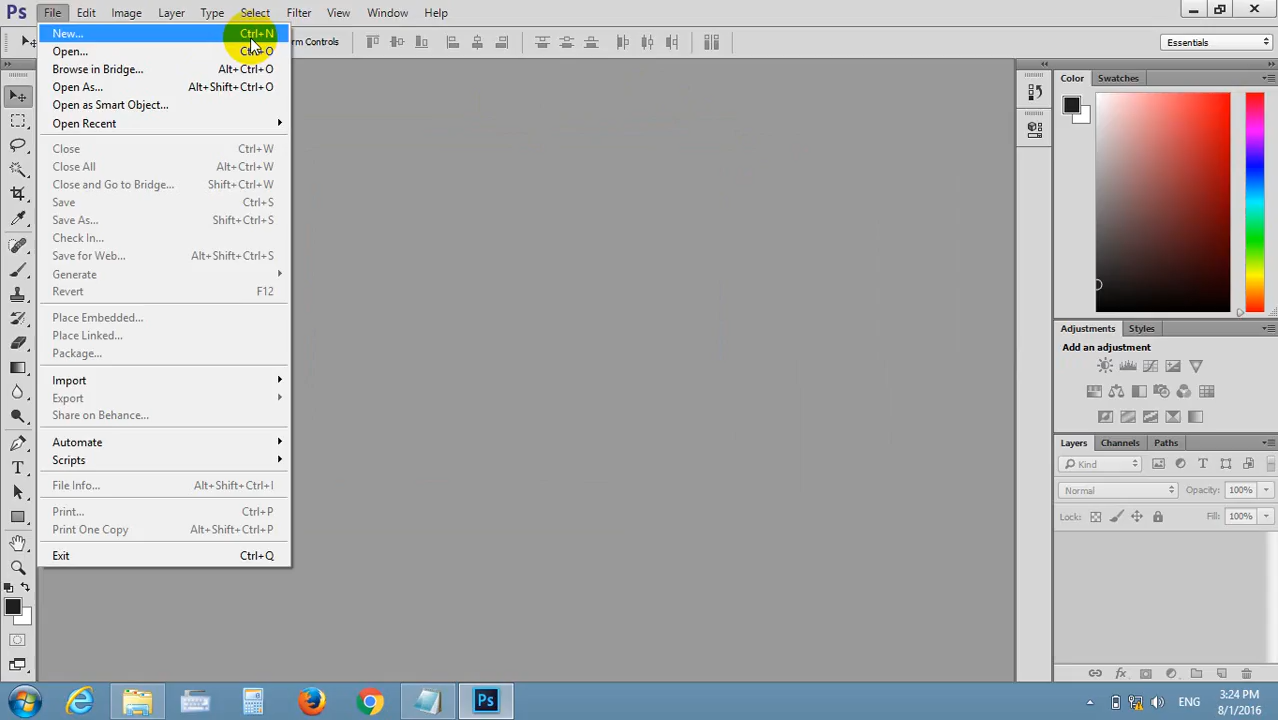 Ps File Edit Image Layer Type Select Filter View Window Help
rm Controls
Essentials
New... Ctrl+N
Open... Ctrl+O
Browse in Bridge... Alt+Ctrl+O
Open As... Alt+Shift+Ctrl+O
Open as Smart Object...
Open Recent
Close Ctrl+W
Close All Alt+Ctrl+W
Close and Go to Bridge... Shift+Ctrl+W
Save Ctrl+S
Save As... Shift+Ctrl+S
Check In...
Save for Web... Alt+Shift+Ctrl+S
Generate
Revert F12
Place Embedded...
Place Linked...
Package...
Import
Export
Share on Behance...
Automate
Scripts
File Info... Alt+Shift+Ctrl+I
Print... Ctrl+P
Print One Copy Alt+Shift+Ctrl+P
Exit Ctrl+Q
T
Color Swatches
Adjustments Styles
Add an adjustment
Layers Channels Paths
Kind T
Normal Opacity: 100%
Lock: Fill: 100%
fx
Ps ENG 3:24 PM
8/1/2016